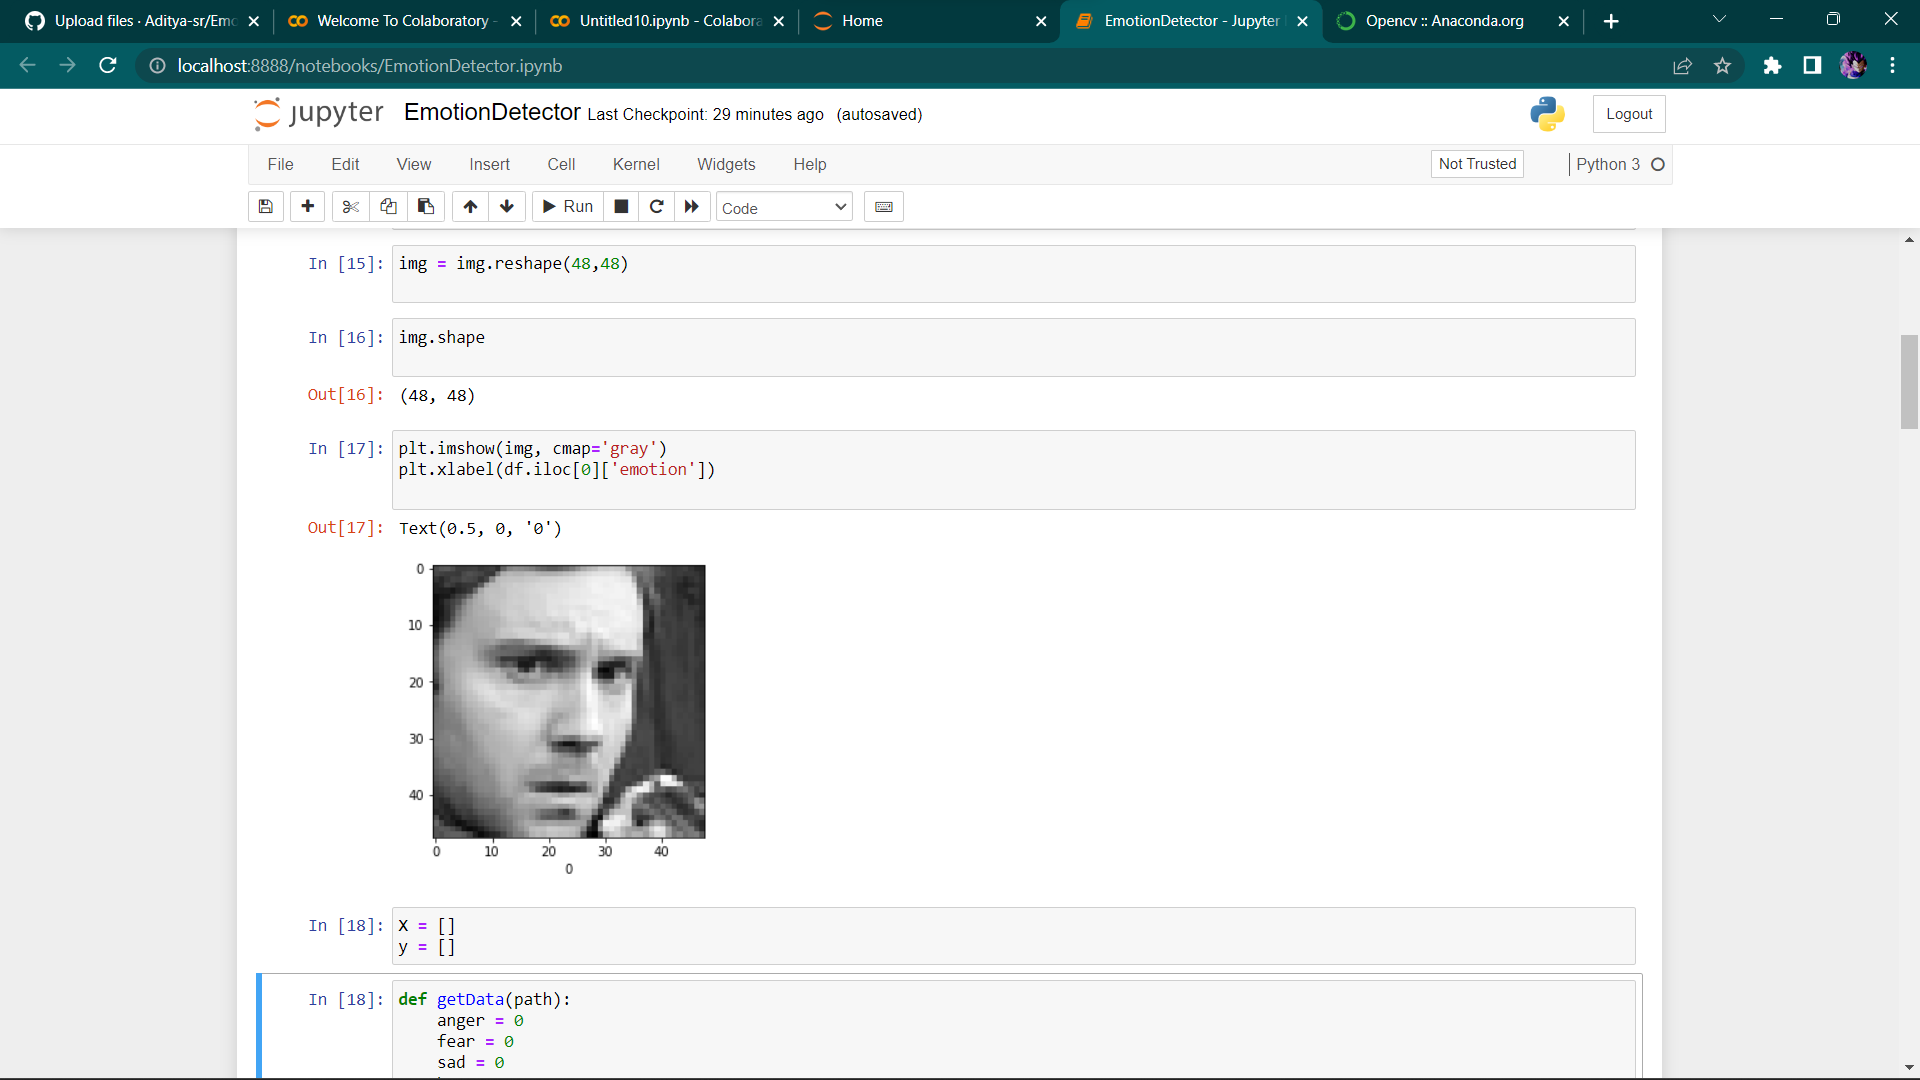 Upload files · Aditya-sr/Emo
Welcome To Colaboratory -
Untitled10.ipynb - Colabora
Home
EmotionDetector - Jupyter
Opencv :: Anaconda.org
localhost:8888/notebooks/EmotionDetector.ipynb
jupyter EmotionDetector Last Checkpoint: 29 minutes ago (autosaved)
Logout
File Edit View Insert Cell Kernel Widgets Help
Not Trusted
Python 3
Run
Code
In [15]: img = img.reshape(48,48)
In [16]: img.shape
Out[16]: (48, 48)
In [17]: plt.imshow(img, cmap='gray')
plt.xlabel(df.iloc[0]['emotion'])
Out[17]: Text(0.5, 0, '0')
0
10
20
30
40
0 10 20 30 40
0
In [18]: X = []
y = []
In [18]: def getData(path):
anger = 0
fear = 0
sad = 0